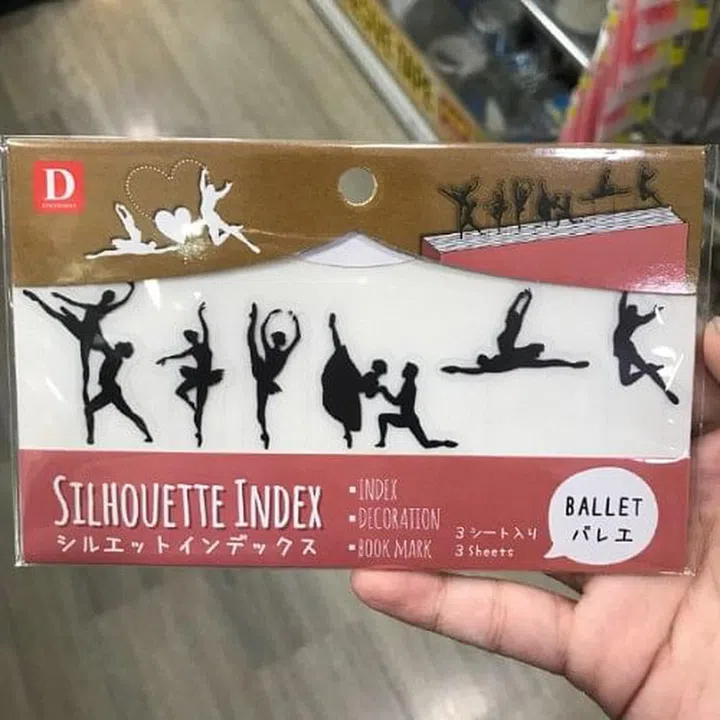 D
SILHOUETTE INDEX
シルエットインデックス
▪INDEX
▪DECORATION
▪BOOK MARK
3シート入り
3 Sheets
BALLET
バレエ